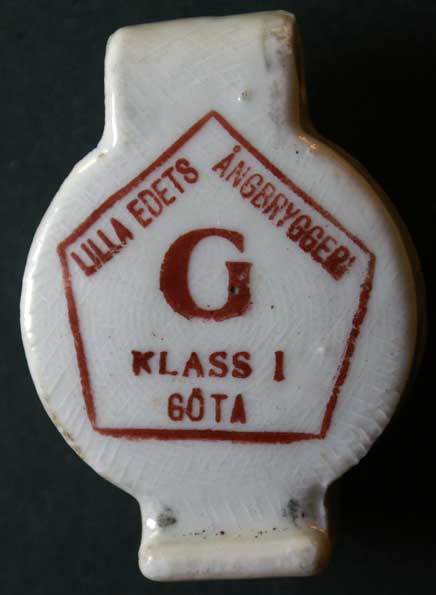 LILLA EDETS ÅNGBRYGGERI
G
KLASS I
GÖTA